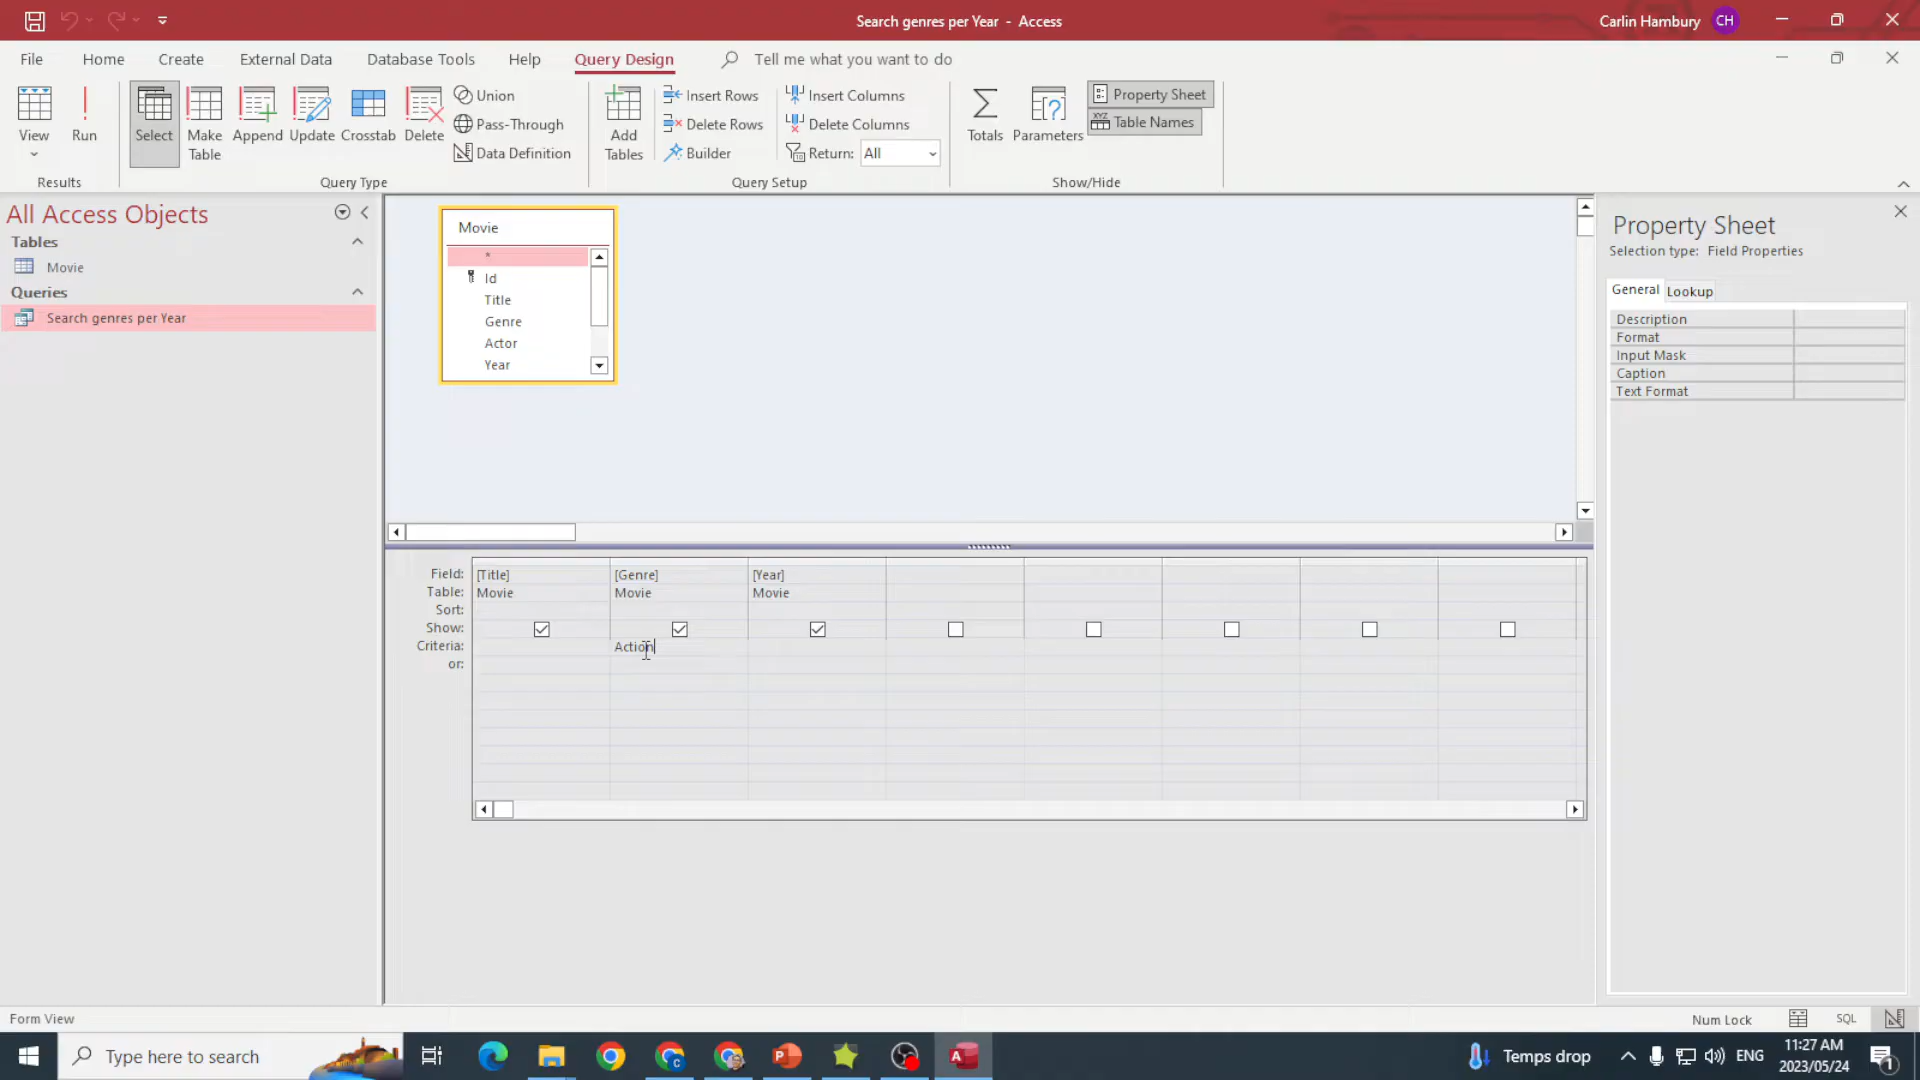 Search genres per Year - Access
Carlin Hambury CH
File Home Create External Data Database Tools Help Query Design Tell me what you want to do
View Run
Results
Select Make Table Append Update Crosstab Delete
Union
Pass-Through
Data Definition
Query Type
Add Tables
Insert Rows
Delete Rows
Builder
Insert Columns
Delete Columns
Return: All
Query Setup
Totals Parameters
Property Sheet
XYZ Table Names
Show/Hide
All Access Objects
Tables
Movie
Queries
Search genres per Year
Movie
*
Id
Title
Genre
Actor
Year
Field: [Title] [Genre] [Year]
Table: Movie Movie Movie
Sort:
Show:
Criteria: Action
or:
Property Sheet
Selection type: Field Properties
General Lookup
Description
Format
Input Mask
Caption
Text Format
Form View
Num Lock SQL
Type here to search
Temps drop
ENG
11:27 AM
2023/05/24
1